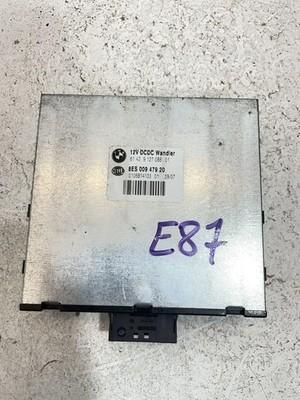 12V DCDC Wandler
61 42 9 127 088 01
8ES 009 479 20
E87